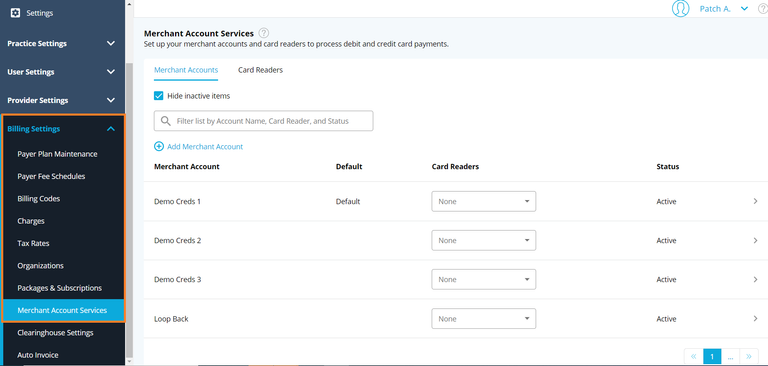 Settings
Practice Settings
User Settings
Provider Settings
Billing Settings
Payer Plan Maintenance
Payer Fee Schedules
Billing Codes
Charges
Tax Rates
Organizations
Packages & Subscriptions
Merchant Account Services
Clearinghouse Settings
Auto Invoice
Patch A.
?
Merchant Account Services ?
Set up your merchant accounts and card readers to process debit and credit card payments.
Merchant Accounts Card Readers
Hide inactive items
Filter list by Account Name, Card Reader, and Status
Add Merchant Account
Merchant Account Default Card Readers Status
Demo Creds 1 Default None Active
Demo Creds 2 None Active
Demo Creds 3 None Active
Loop Back None Active
« 1 ... »